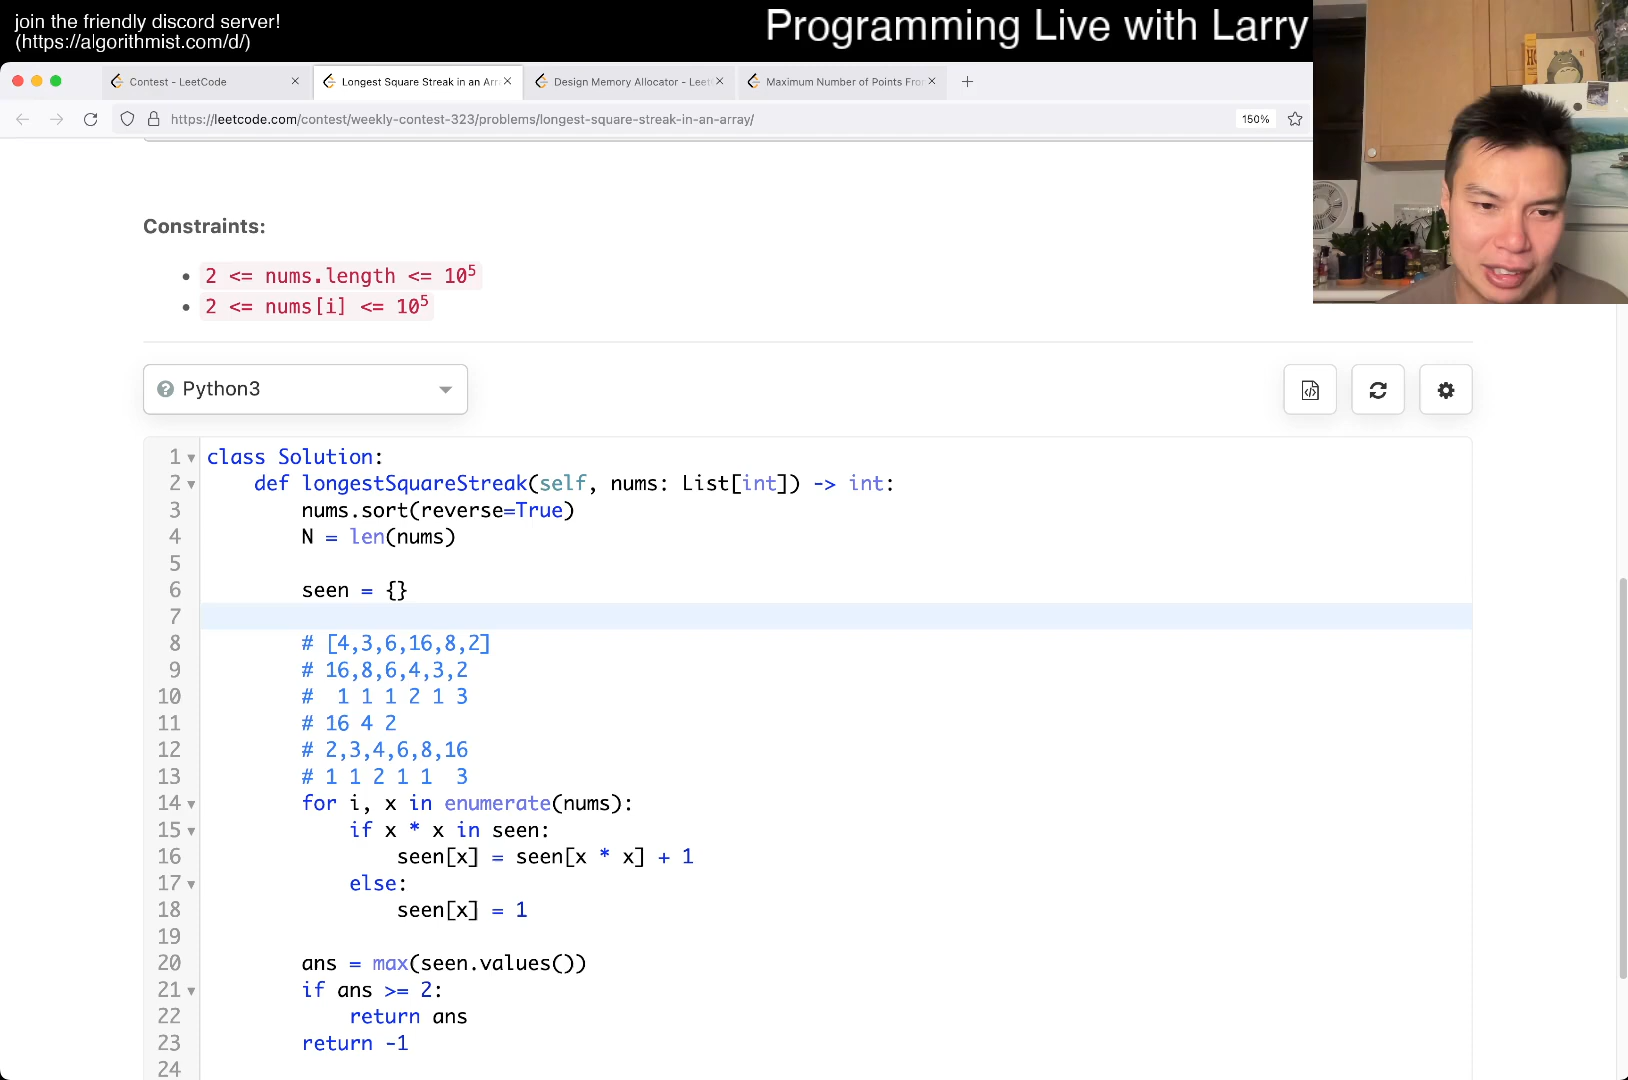 join the friendly discord server!
(https://algorithmist.com/d/)
Programming Live with Larry
Contest - LeetCode
Longest Square Streak in an Arr
Design Memory Allocator - Leet
Maximum Number of Points Fro
https://leetcode.com/contest/weekly-contest-323/problems/longest-square-streak-in-an-array/
150%
Constraints:
2 <= nums.length <= 10⁵
2 <= nums[i] <= 10⁵
Python3
1 class Solution:
2     def longestSquareStreak(self, nums: List[int]) -> int:
3         nums.sort(reverse=True)
4         N = len(nums)
5
6         seen = {}
7
8         # [4,3,6,16,8,2]
9         # 16,8,6,4,3,2
10         #  1 1 1 2 1 3
11         # 16 4 2
12         # 2,3,4,6,8,16
13         # 1 1 2 1 1  3
14         for i, x in enumerate(nums):
15             if x * x in seen:
16                 seen[x] = seen[x * x] + 1
17             else:
18                 seen[x] = 1
19
20         ans = max(seen.values())
21         if ans >= 2:
22             return ans
23         return -1
24